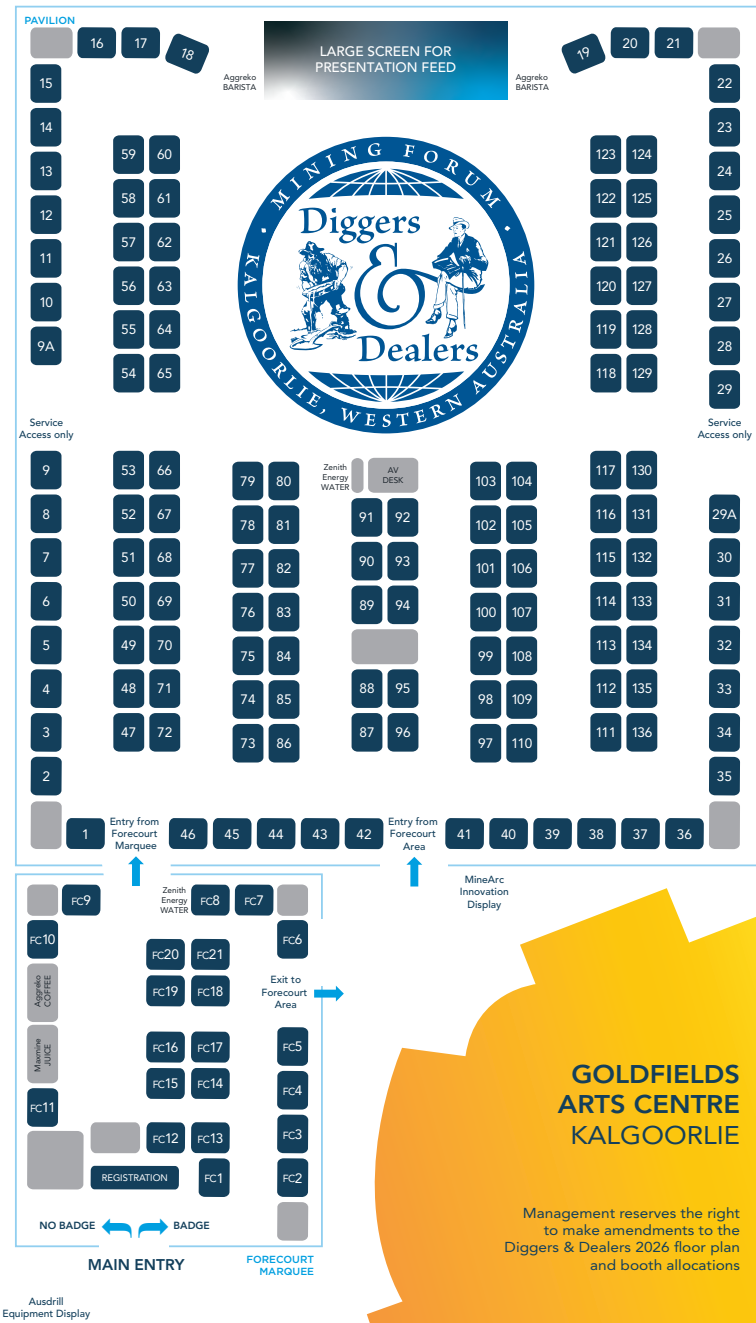 PAVILION
16 17 18
LARGE SCREEN FOR
PRESENTATION FEED
19 20 21
Aggreko
BARISTA
Aggreko
BARISTA
15 22
14 23
13 24
12 25
11 26
10 27
9A 28
29
59 60 123 124
58 61 122 125
57 62 121 126
56 63 120 127
55 64 119 128
54 65 118 129
• MINING FORUM •
KALGOORLIE, WESTERN AUSTRALIA
Diggers
&
Dealers
Service
Access only
Service
Access only
Zenith
Energy
WATER
AV
DESK
9 53 66 79 80 103 104 117 130
8 52 67 78 81 91 92 102 105 116 131 29A
7 51 68 77 82 90 93 101 106 115 132 30
6 50 69 76 83 89 94 100 107 114 133 31
5 49 70 75 84 99 108 113 134 32
4 48 71 74 85 88 95 98 109 112 135 33
3 47 72 73 86 87 96 97 110 111 136 34
2 35
1
Entry from
Forecourt
Marquee
46 45 44 43 42
Entry from
Forecourt
Area
41 40 39 38 37 36
MineArc
Innovation
Display
FC9
Zenith
Energy
WATER
FC8 FC7
FC10 FC6
FC20 FC21
FC19 FC18
Aggreko
COFFEE
Exit to
Forecourt
Area
Maxmine
JUICE
FC16 FC17 FC5
FC15 FC14 FC4
FC11
FC12 FC13 FC3
REGISTRATION FC1 FC2
NO BADGE BADGE
MAIN ENTRY
FORECOURT
MARQUEE
Ausdrill
Equipment Display
GOLDFIELDS
ARTS CENTRE
KALGOORLIE
Management reserves the right
to make amendments to the
Diggers & Dealers 2026 floor plan
and booth allocations